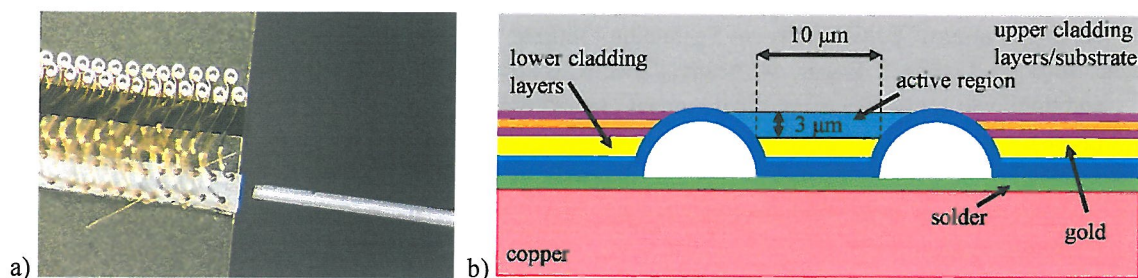 a)
b)
10 μm
upper cladding
layers/substrate
lower cladding
layers
active region
3 μm
solder
gold
copper